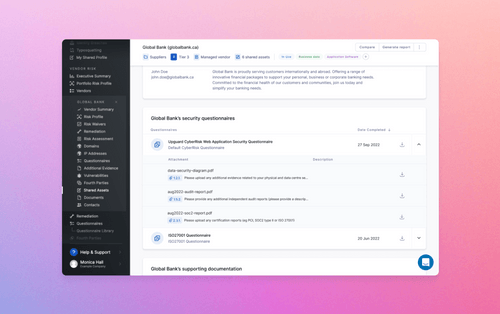 Typosquatting
My Shared Profile
VENDOR RISK
Executive Summary
Portfolio Risk Profile
Vendors
GLOBAL BANK
Vendor Summary
Risk Profile
Risk Waivers
Remediation
Risk Assessment
Domains
IP Addresses
Questionnaires
Additional Evidence
Vulnerabilities
Fourth Parties
Shared Assets
Documents
Contacts
Remediation
Questionnaires
Questionnaire Library
Fourth Parties
Help & Support
Monica Hall
Global Bank (globalbank.ca)
Compare
Generate report
Suppliers
Tier 3
Managed vendor
6 shared assets
John Doe
john.doe@globalbank.ca
Global Bank is proudly serving customers internationally and abroad. Offering a range of
innovative financial packages to support your personal, business or corporate banking needs.
Committed to the financial health of our customers and communities, join us today and
simplify your banking needs.
Global Bank's security questionnaires
Questionnaires
Date Completed
Upguard CyberRisk Web Application Security Questionnaire
Default CyberRisk Questionnaire
27 Sep 2022
Attachment
Description
data-security-diagram.pdf
Please upload any additional evidence related to your physical and data centre se...
aug2022-audit-report.pdf
Please provide any additional independent audit reports (please provide a descrip...
aug2022-soc2-report.pdf
Please upload any certification reports (eg PCI, SOC2 type II or ISO 27001)
ISO27001 Questionnaire
ISO27001 Questionnaire
20 Jun 2022
Global Bank's supporting documentation